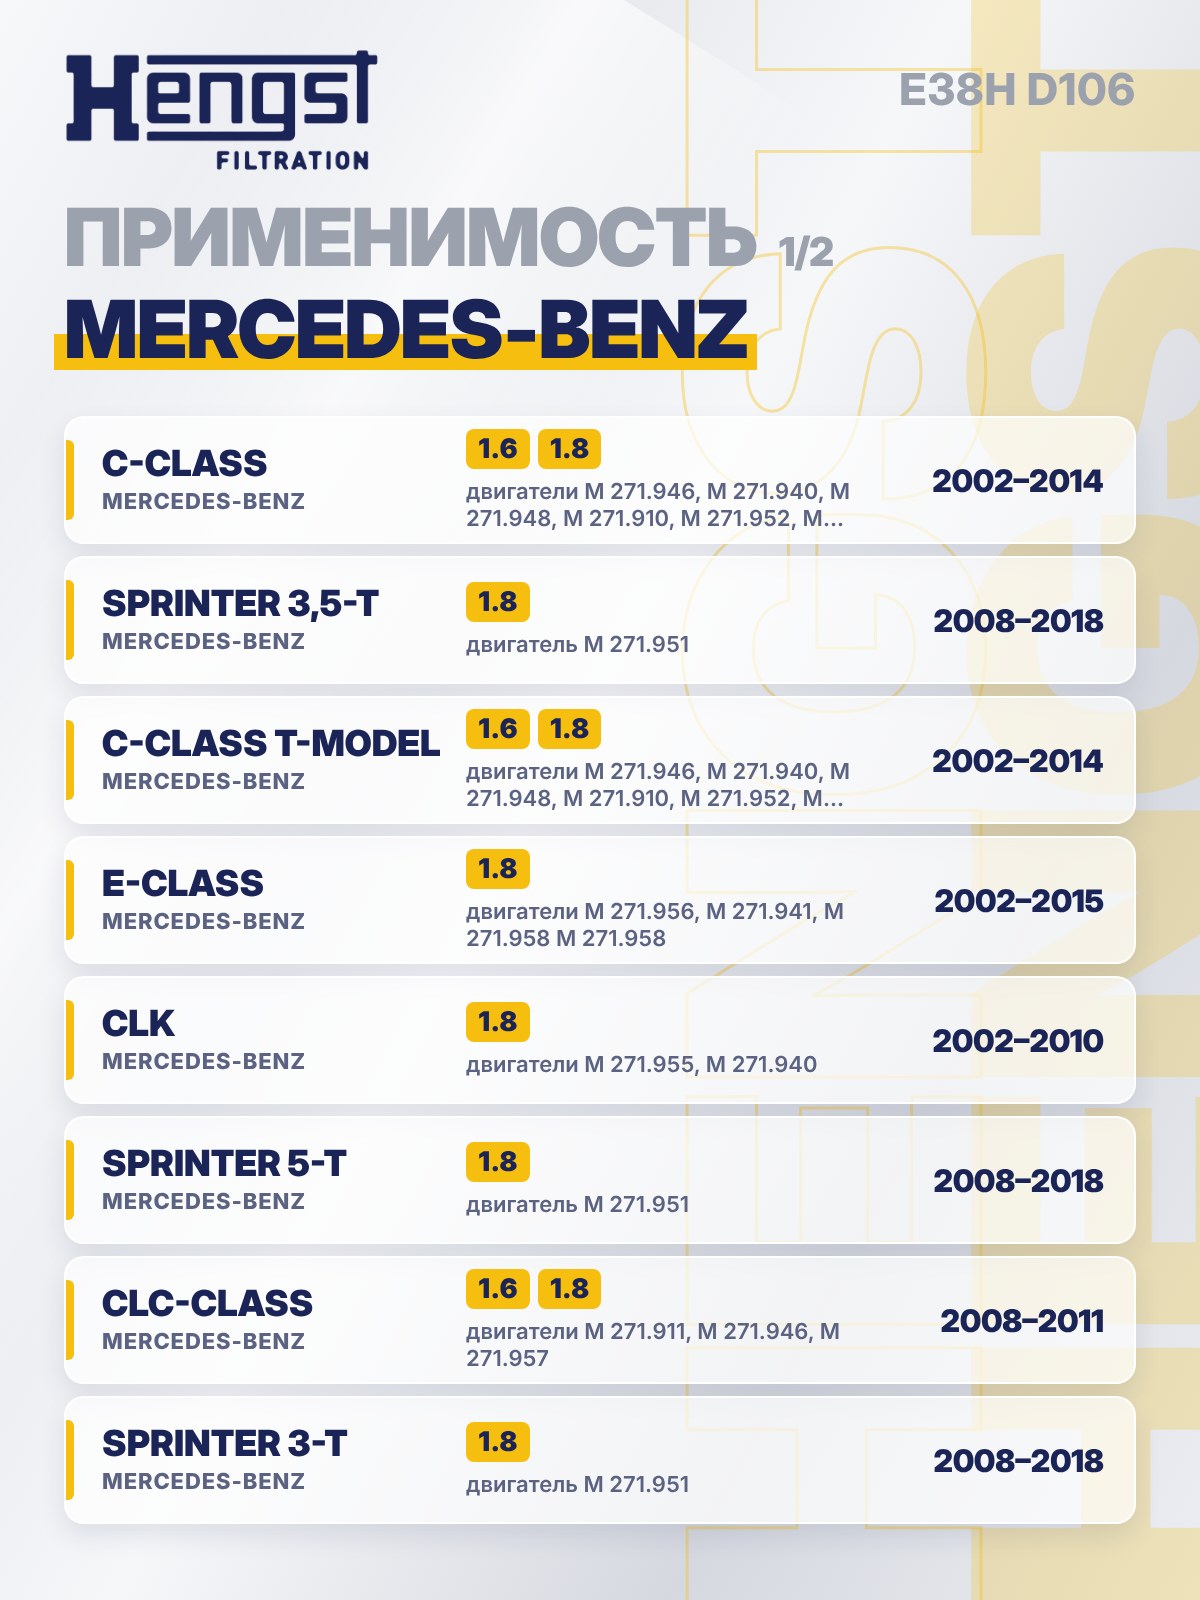 Hengst
FILTRATION
E38H D106
ПРИМЕНИМОСТЬ 1/2
MERCEDES-BENZ
C-CLASS
MERCEDES-BENZ
1.6 1.8
двигатели M 271.946, M 271.940, M
271.948, M 271.910, M 271.952, M...
2002–2014
SPRINTER 3,5-T
MERCEDES-BENZ
1.8
двигатель M 271.951
2008–2018
C-CLASS T-MODEL
MERCEDES-BENZ
1.6 1.8
двигатели M 271.946, M 271.940, M
271.948, M 271.910, M 271.952, M...
2002–2014
E-CLASS
MERCEDES-BENZ
1.8
двигатели M 271.956, M 271.941, M
271.958 M 271.958
2002–2015
CLK
MERCEDES-BENZ
1.8
двигатели M 271.955, M 271.940
2002–2010
SPRINTER 5-T
MERCEDES-BENZ
1.8
двигатель M 271.951
2008–2018
CLC-CLASS
MERCEDES-BENZ
1.6 1.8
двигатели M 271.911, M 271.946, M
271.957
2008–2011
SPRINTER 3-T
MERCEDES-BENZ
1.8
двигатель M 271.951
2008–2018
HENGST
HENGST